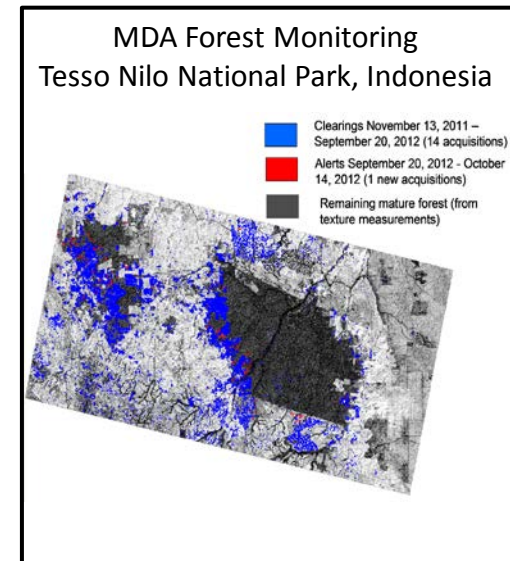 MDA Forest Monitoring
Tesso Nilo National Park, Indonesia
Clearings November 13, 2011 –
September 20, 2012 (14 acquisitions)
Alerts September 20, 2012 - October
14, 2012 (1 new acquisitions)
Remaining mature forest (from
texture measurements)